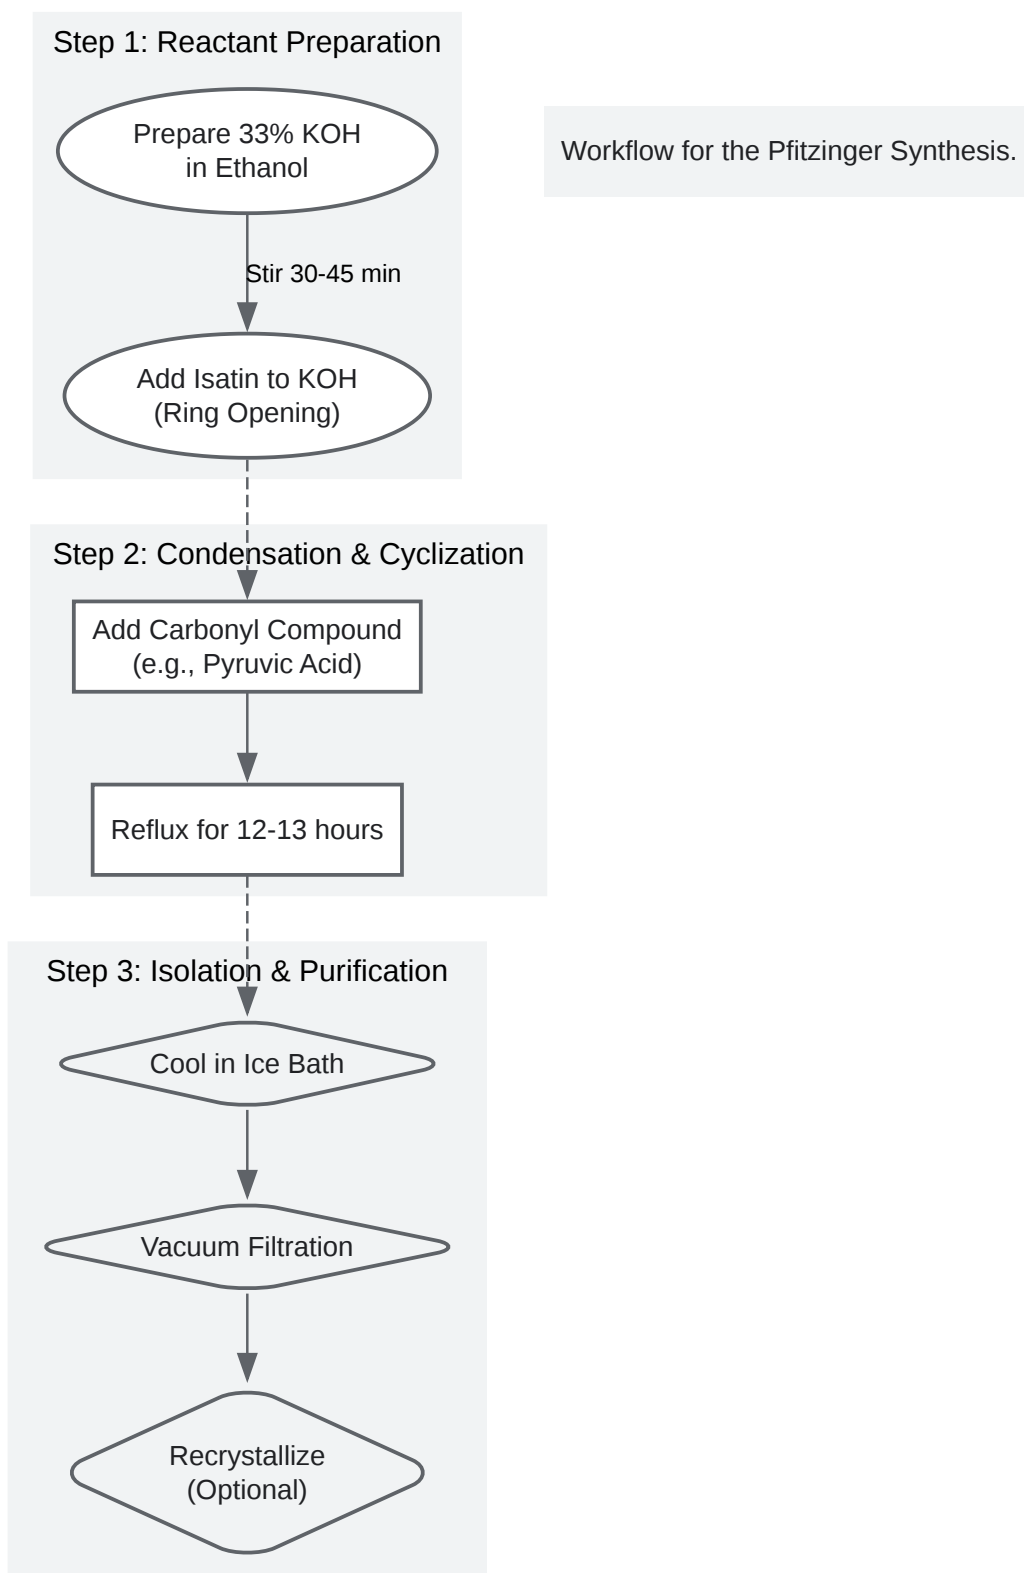 Step 1: Reactant Preparation
Prepare 33% KOH
in Ethanol
Workflow for the Pfitzinger Synthesis.
Stir 30-45 min
Add Isatin to KOH
(Ring Opening)
Step 2: Condensation & Cyclization
Add Carbonyl Compound
(e.g., Pyruvic Acid)
Reflux for 12-13 hours
Step 3: Isolation & Purification
Cool in Ice Bath
Vacuum Filtration
Recrystallize
(Optional)